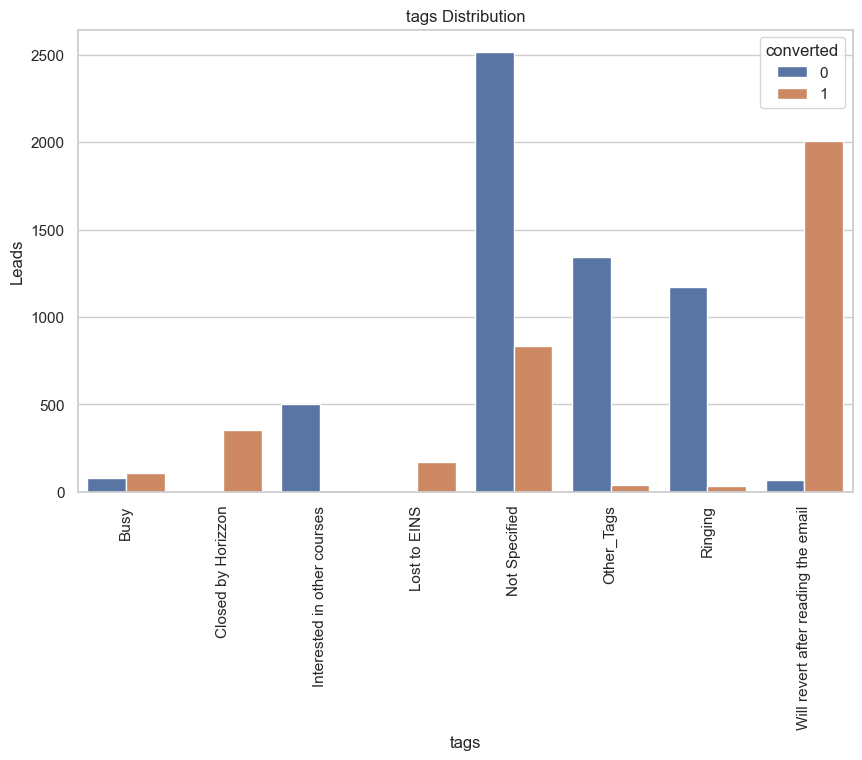 tags Distribution
converted
0
1
2500
2000
1500
1000
500
0
Leads
Busy
Closed by Horizzon
Interested in other courses
Lost to EINS
Not Specified
Other_Tags
Ringing
Will revert after reading the email
tags